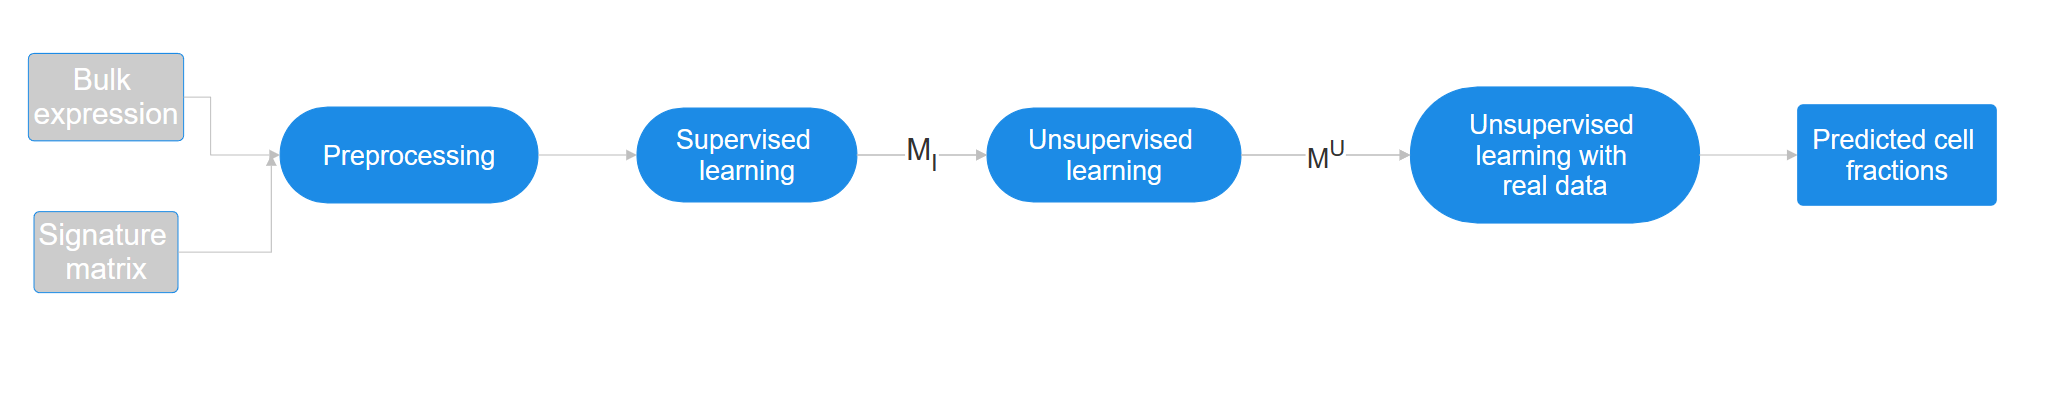 Bulk
expression
Signature
matrix
Preprocessing
Supervised
learning
M_I
Unsupervised
learning
M^U
Unsupervised
learning with
real data
Predicted cell
fractions